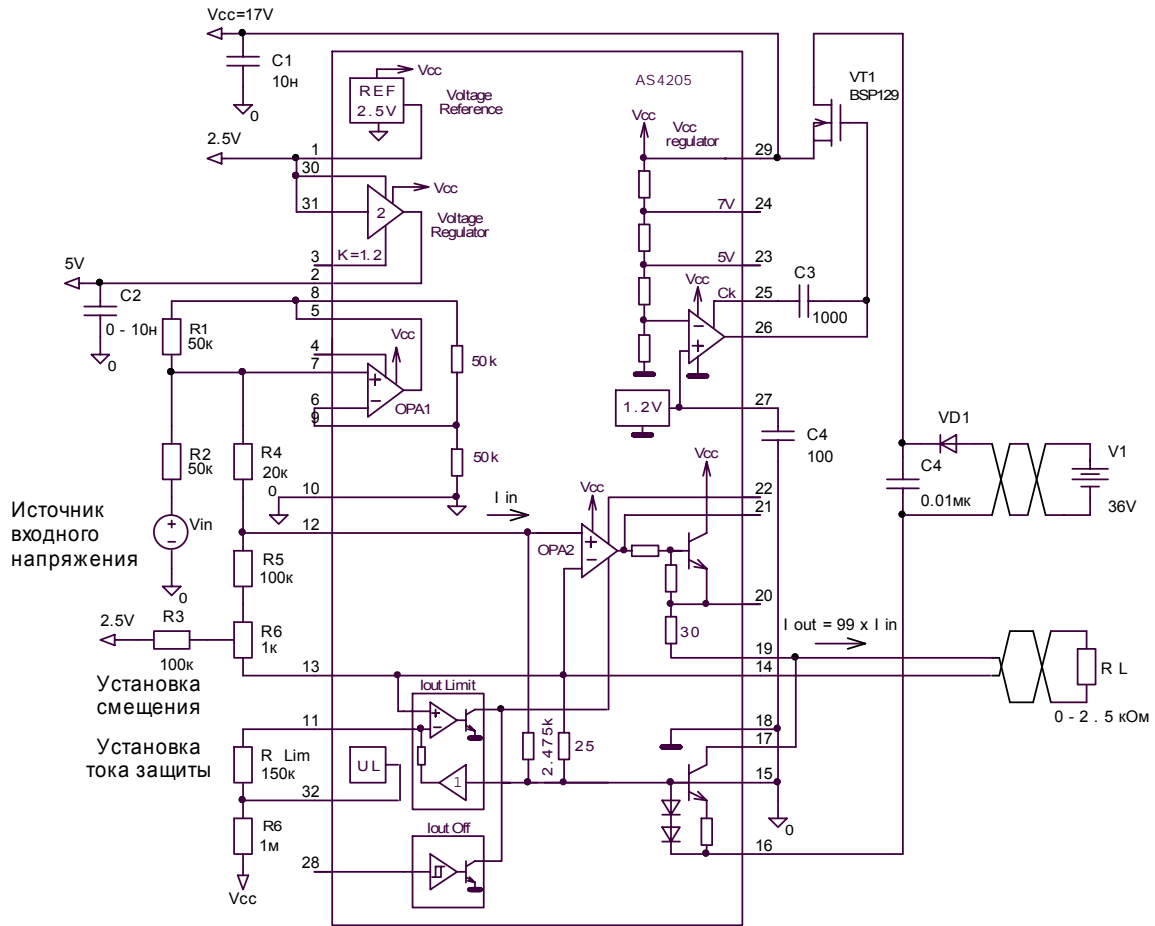 Vcc=17V
C1
10н
0
AS4205
REF
2.5V
Vcc
Voltage
Reference
VT1
BSP129
Vcc
Vcc
regulator
2.5V
1
29
30
Vcc
31
2
Voltage
Regulator
7V
24
3
K=1.2
5V
23
5V
2
C2
0 - 10н
0
8
5
Vcc
Ck
25
C3
1000
R1
50к
Vcc
26
4
7
OPA1
50k
6
9
1.2V
27
C4
100
VD1
V1
36V
C4
0.01мк
R2
50к
R4
20к
50k
0
10
Vcc
Vcc
22
21
I in
12
OPA2
Источник
входного
напряжения
Vin
0
R5
100к
20
2.5V
R3
100к
R6
1к
30
I out = 99 x I in
19
14
13
R L
0 - 2 . 5 кОм
Установка
смещения
Iout Limit
11
18
17
Установка
тока защиты
R Lim
150к
UL
1
2.475k
25
15
32
0
R6
1м
Iout Off
16
28
Vcc